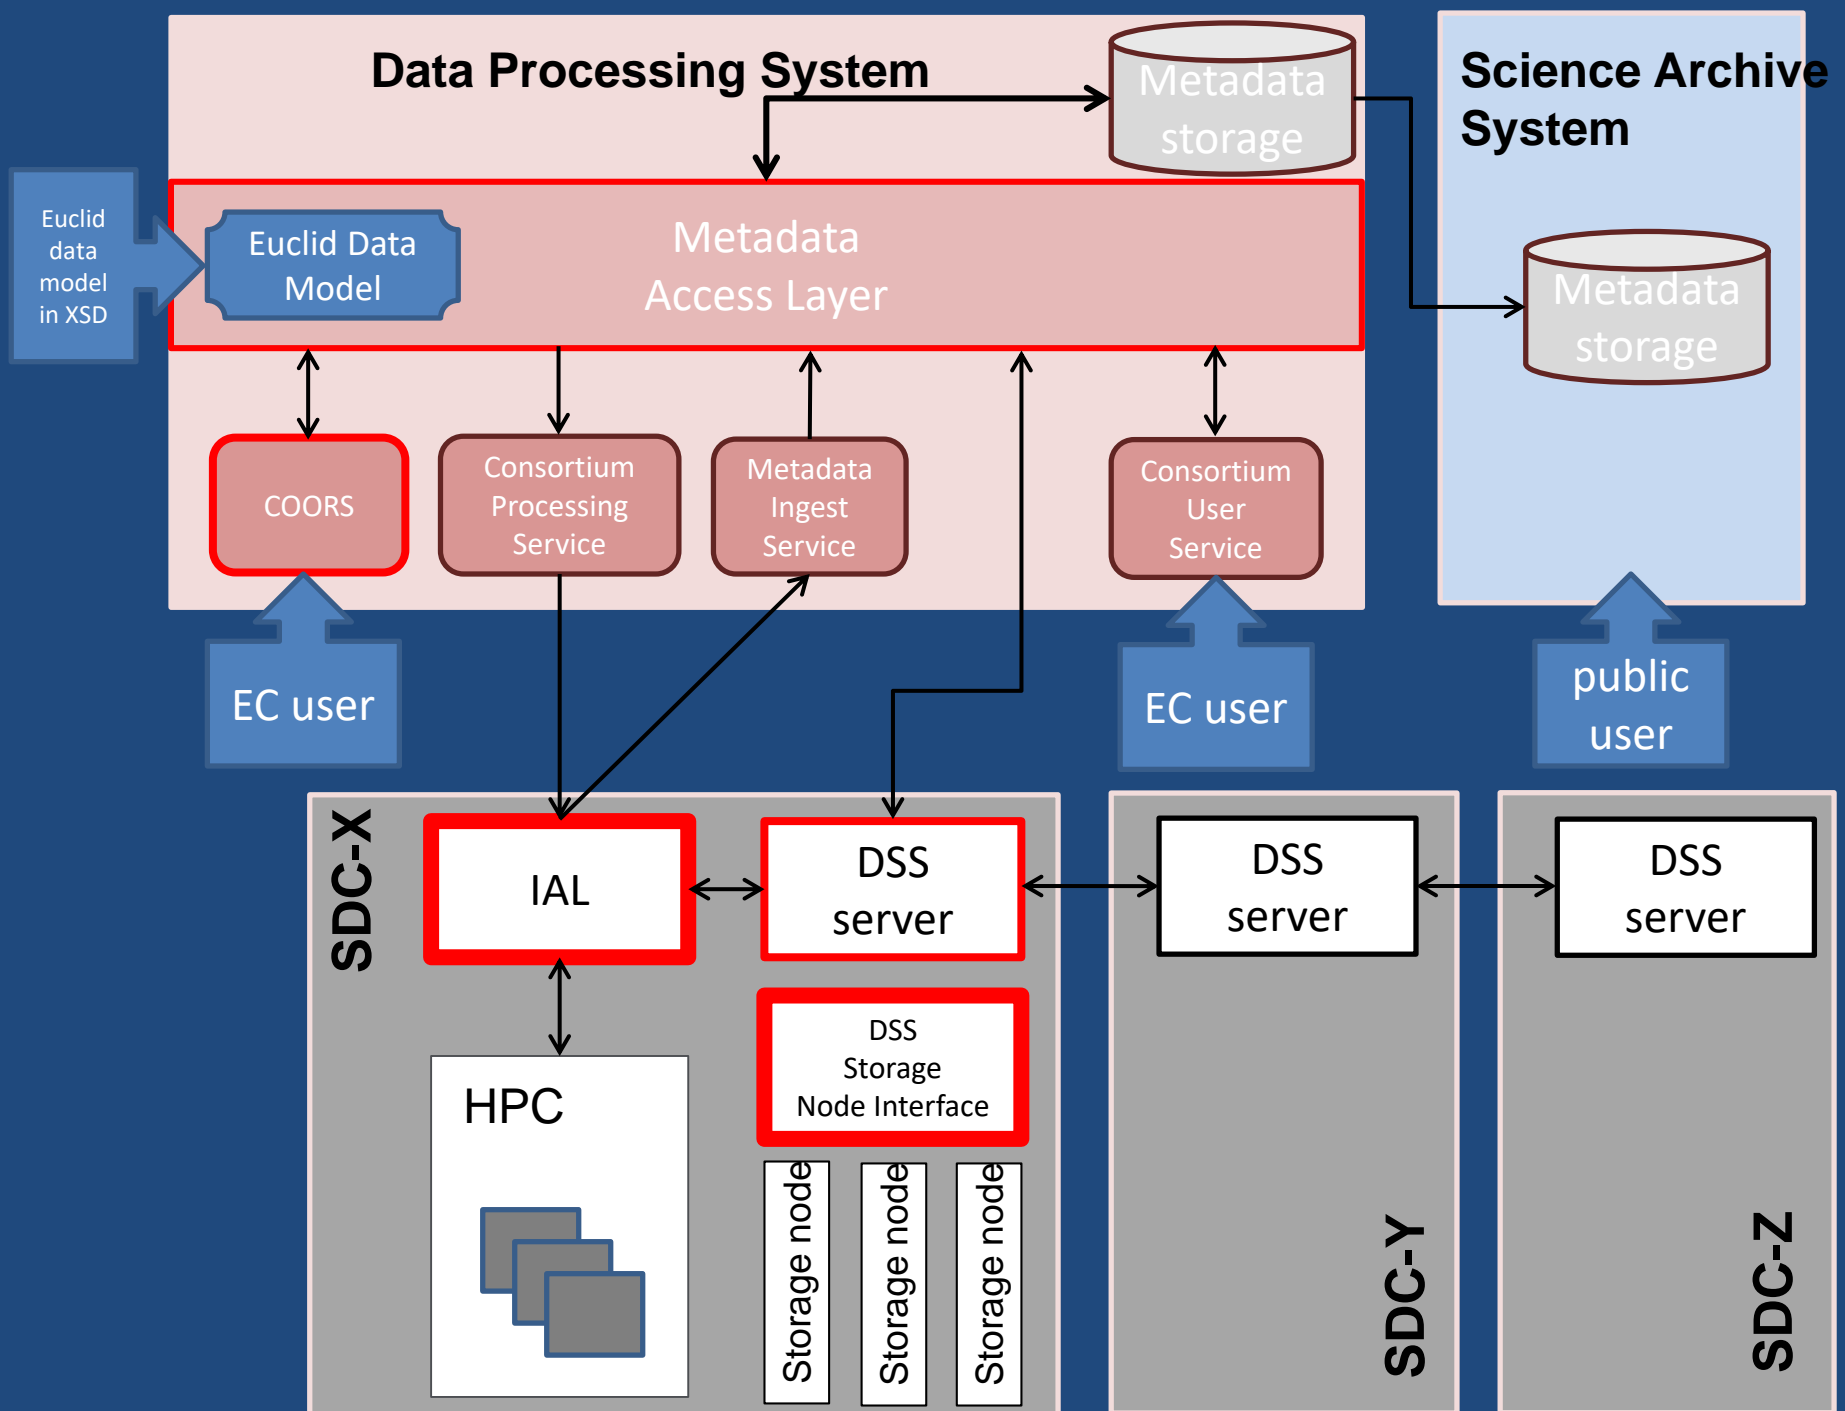 Data Processing System
Metadata
storage
Science Archive
System
Euclid
data
model
in XSD
Euclid Data
Model
Metadada
Access Layer
Metadata
storage
COORS
Consortium
Processing
Service
Metadata
Ingest
Service
Consortium
User
Service
EC user
EC user
public
user
SDC-X
IAL
DSS
server
DSS
server
DSS
server
DSS
Storage
Node Interface
HPC
Storage node
Storage node
Storage node
SDC-Y
SDC-Z